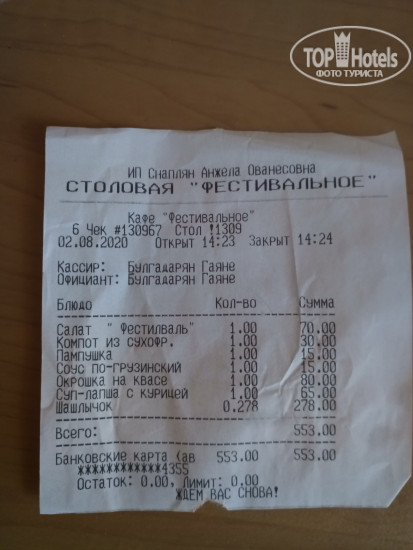 TOP Hotels
ФОТО ТУРИСТА
ИП Снаплян Анжела Ованесовна
СТОЛОВАЯ "ФЕСТИВАЛЬНОЕ"
Кафе "Фестивальное"
6 Чек #130967 Стол !1309
02.08.2020 Открыт 14:23 Закрыт 14:24
Кассир: Булгадарян Гаяне
Официант: Булгадарян Гаяне
Блюдо Кол-во Сумма
Салат " Фестилваль" 1.00 70.00
Компот из сухофр. 1.00 30.00
Пампушка 1.00 15.00
Соус по-грузинский 1.00 15.00
Окрошка на квасе 1.00 80.00
Суп-лапша с курицей 1.00 65.00
Шашлычок 0.278 278.00
Всего: 553.00
Банковские карта (ав 553.00 553.00
************4355
Остаток: 0.00, Лимит: 0.00
ЖДЕМ ВАС СНОВА!